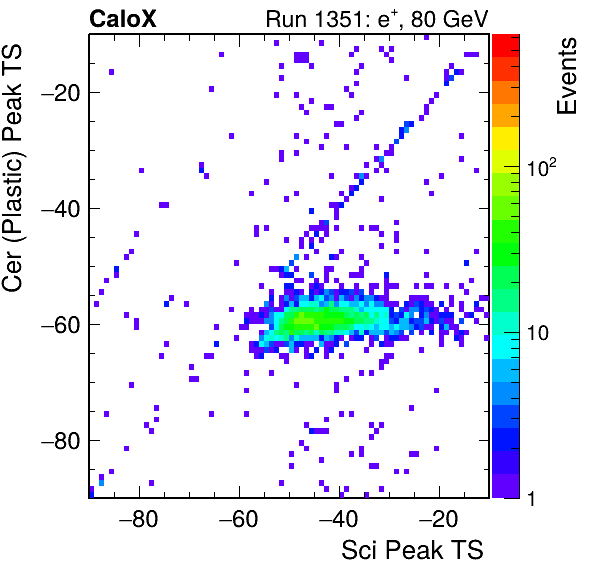 CaloX Run 1351: e⁺, 80 GeV
Cer (Plastic) Peak TS
Events
−20
−40
−60
−80
10²
10
1
−80 −60 −40 −20
Sci Peak TS